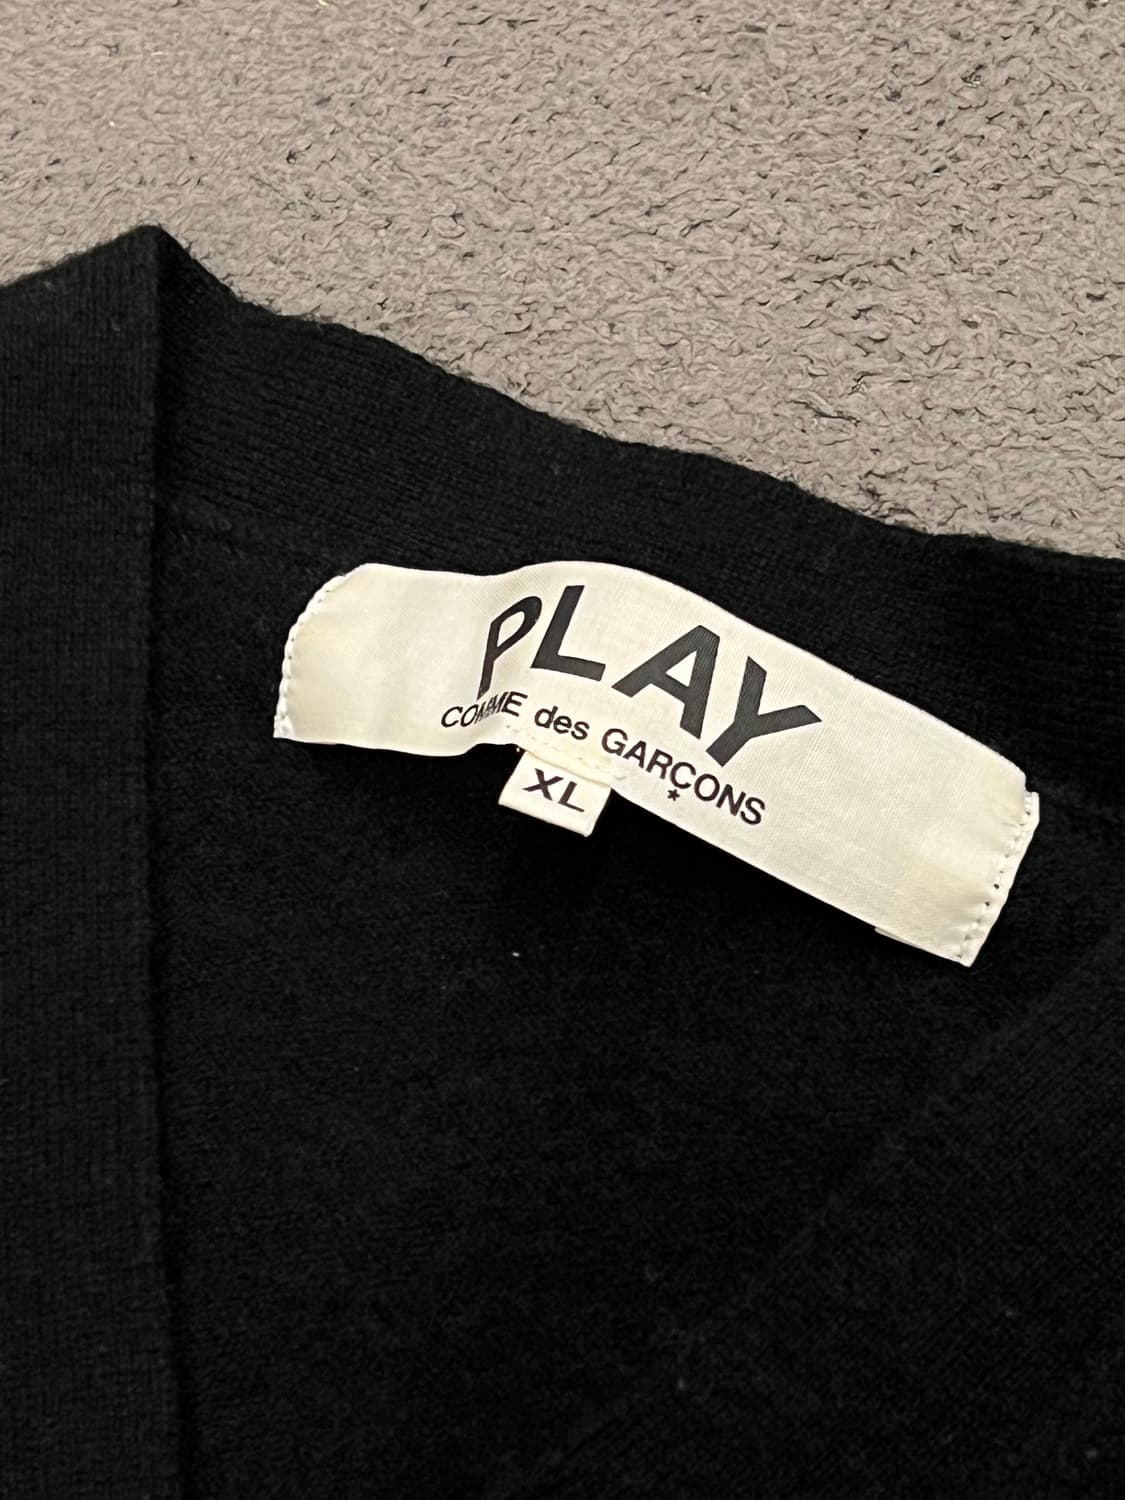 PLAY
COMME des GARÇONS
*
XL